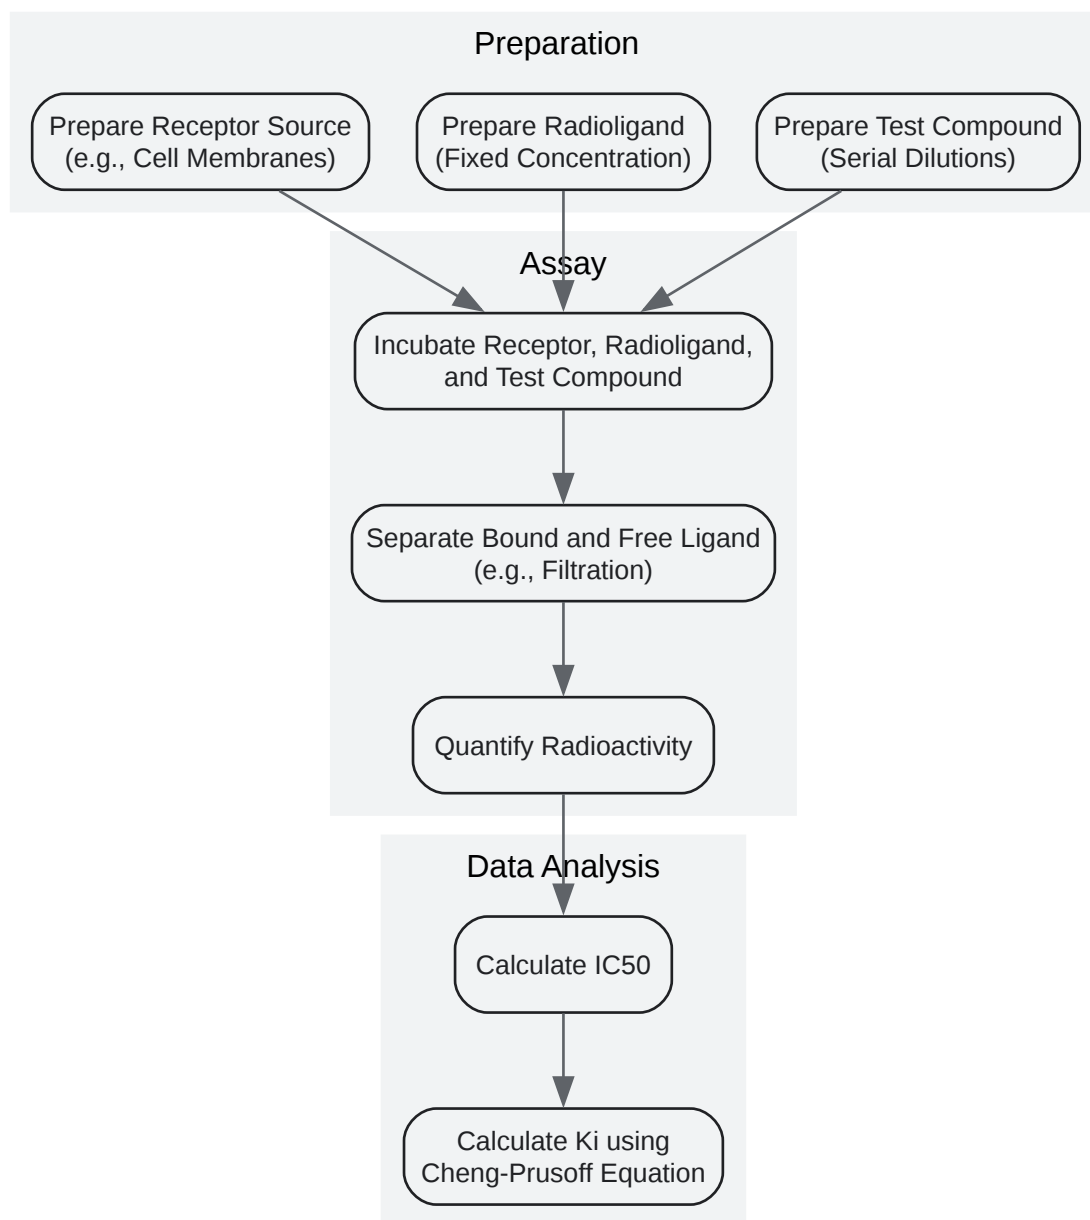 Preparation
Prepare Receptor Source
(e.g., Cell Membranes)
Prepare Radioligand
(Fixed Concentration)
Prepare Test Compound
(Serial Dilutions)
Assay
Incubate Receptor, Radioligand,
and Test Compound
Separate Bound and Free Ligand
(e.g., Filtration)
Quantify Radioactivity
Data Analysis
Calculate IC50
Calculate Ki using
Cheng-Prusoff Equation